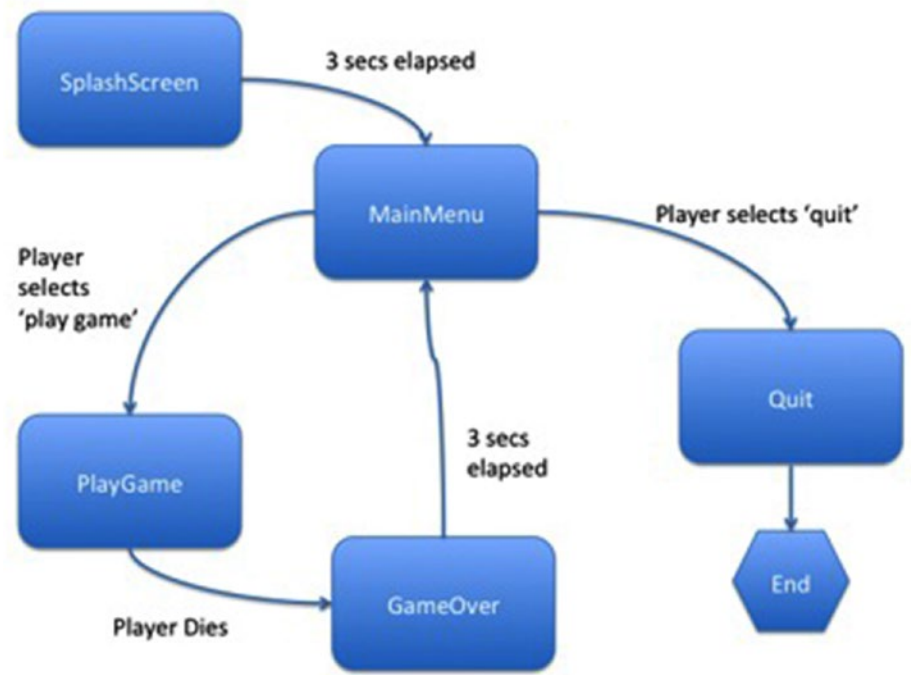 SplashScreen
3 secs elapsed
MainMenu
Player selects ‘quit’
Player
selects
‘play game’
Quit
3 secs
elapsed
PlayGame
End
GameOver
Player Dies